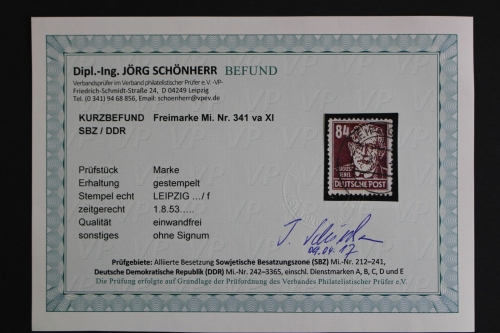 Dipl.-Ing. JÖRG SCHÖNHERR BEFUND
Verbandsprüfer im Verband philatelistischer Prüfer e.V. -VP-
Friedrich-Schmidt-Straße 24, D 04249 Leipzig
Tel. (0 341) 94 68 856, Email: schoenherr@vpev.de
KURZBEFUND Freimarke Mi. Nr. 341 va XI
SBZ / DDR
84
DEUTSCHE POST
Prüfstück Marke
Erhaltung gestempelt
Stempel echt LEIPZIG .../ f
zeitgerecht 1.8.53.....
Qualität einwandfrei
sonstiges ohne Signum
09.04.17
Prüfgebiete: Alliierte Besetzung Sowjetische Besatzungszone (SBZ) Mi.-Nr. 212–241,
Deutsche Demokratische Republik (DDR) Mi.-Nr. 242–3365, einschl. Dienstmarken A, B, C, D und E
Die Prüfung erfolgte auf Grundlage der Prüfordnung des Verbandes Philatelistischer Prüfer e.V.